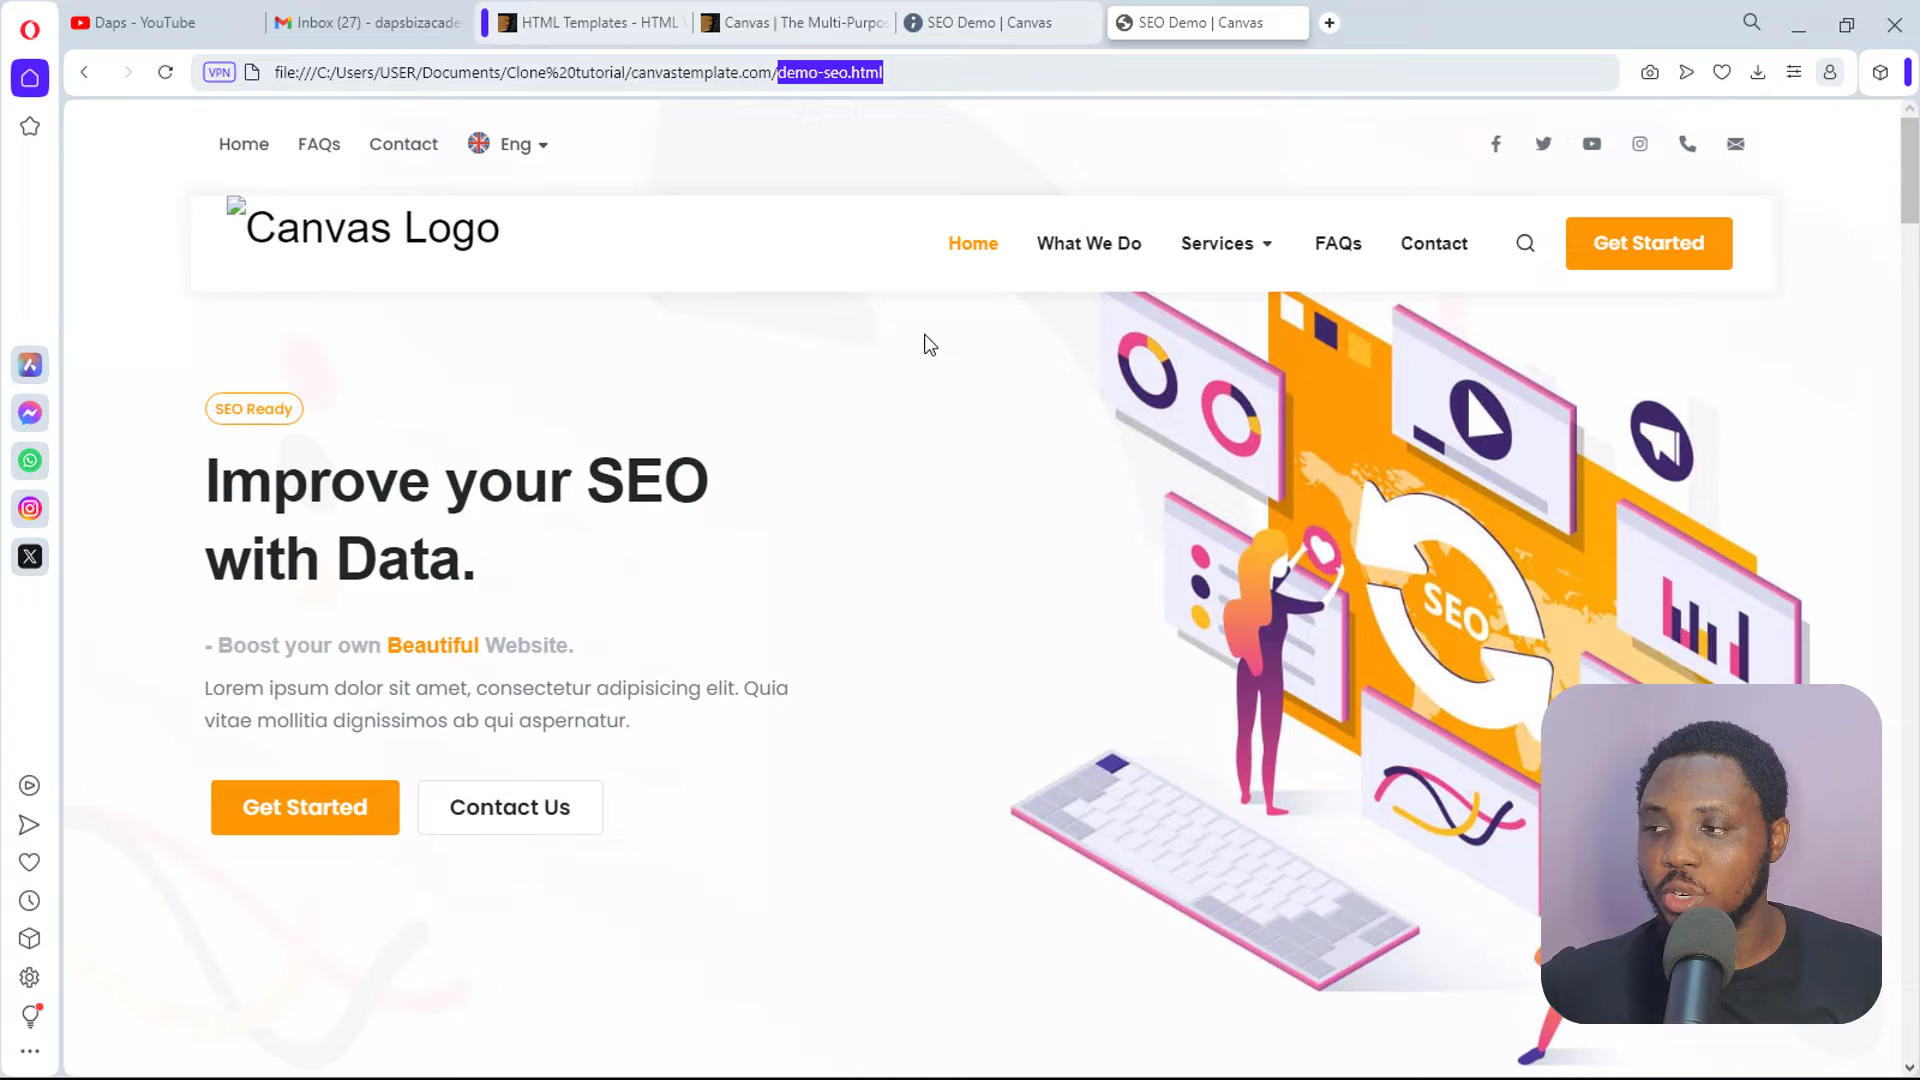 Daps - YouTube
Inbox (27) - dapsbizacade
HTML Templates - HTML
Canvas | The Multi-Purpo
SEO Demo | Canvas
SEO Demo | Canvas
VPN
file:///C:/Users/USER/Documents/Clone%20tutorial/canvastemplate.com/demo-seo.html
Home
FAQs
Contact
Eng
Canvas Logo
Home
What We Do
Services
FAQs
Contact
Get Started
SEO Ready
Improve your SEO
with Data.
- Boost your own Beautiful Website.
Lorem ipsum dolor sit amet, consectetur adipisicing elit. Quia
vitae mollitia dignissimos ab qui aspernatur.
Get Started
Contact Us
SEO